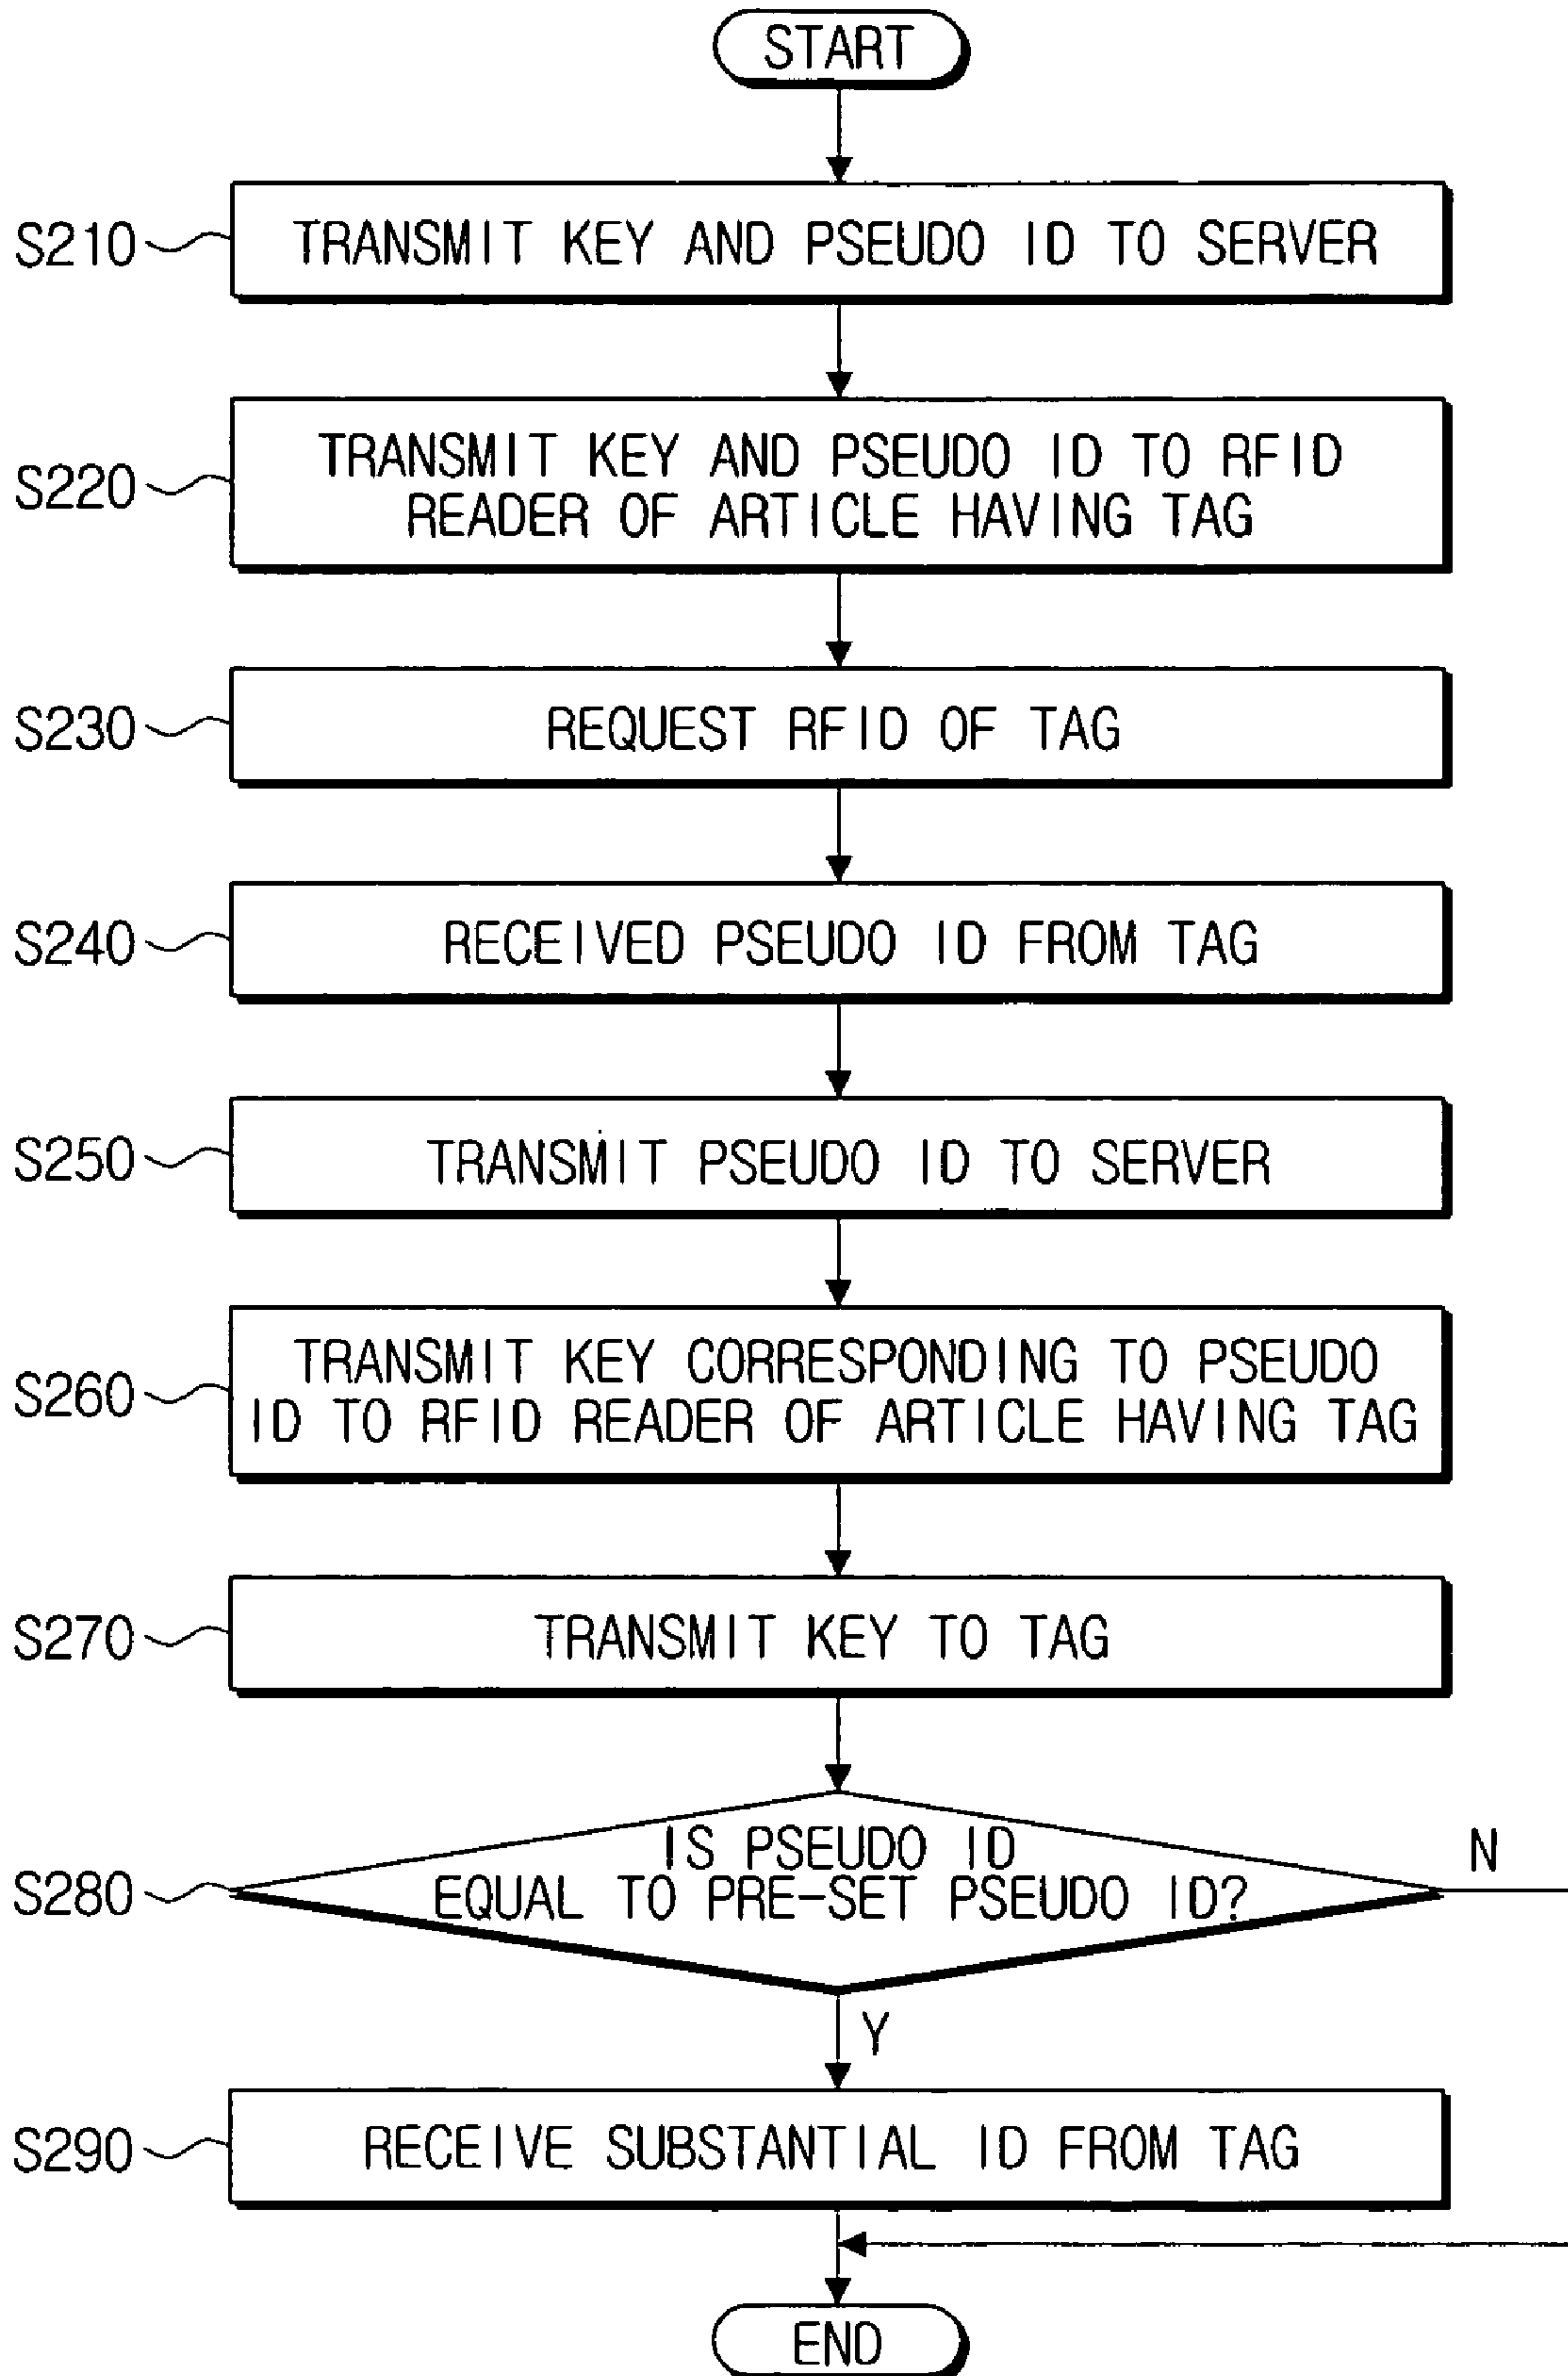 START
S210
TRANSMIT KEY AND PSEUDO ID TO SERVER
S220
TRANSMIT KEY AND PSEUDO ID TO RFID
READER OF ARTICLE HAVING TAG
S230
REQUEST RFID OF TAG
S240
RECEIVED PSEUDO ID FROM TAG
S250
TRANSMIT PSEUDO ID TO SERVER
S260
TRANSMIT KEY CORRESPONDING TO PSEUDO
ID TO RFID READER OF ARTICLE HAVING TAG
S270
TRANSMIT KEY TO TAG
S280
IS PSEUDO ID
EQUAL TO PRE-SET PSEUDO ID?
N
Y
S290
RECEIVE SUBSTANTIAL ID FROM TAG
END